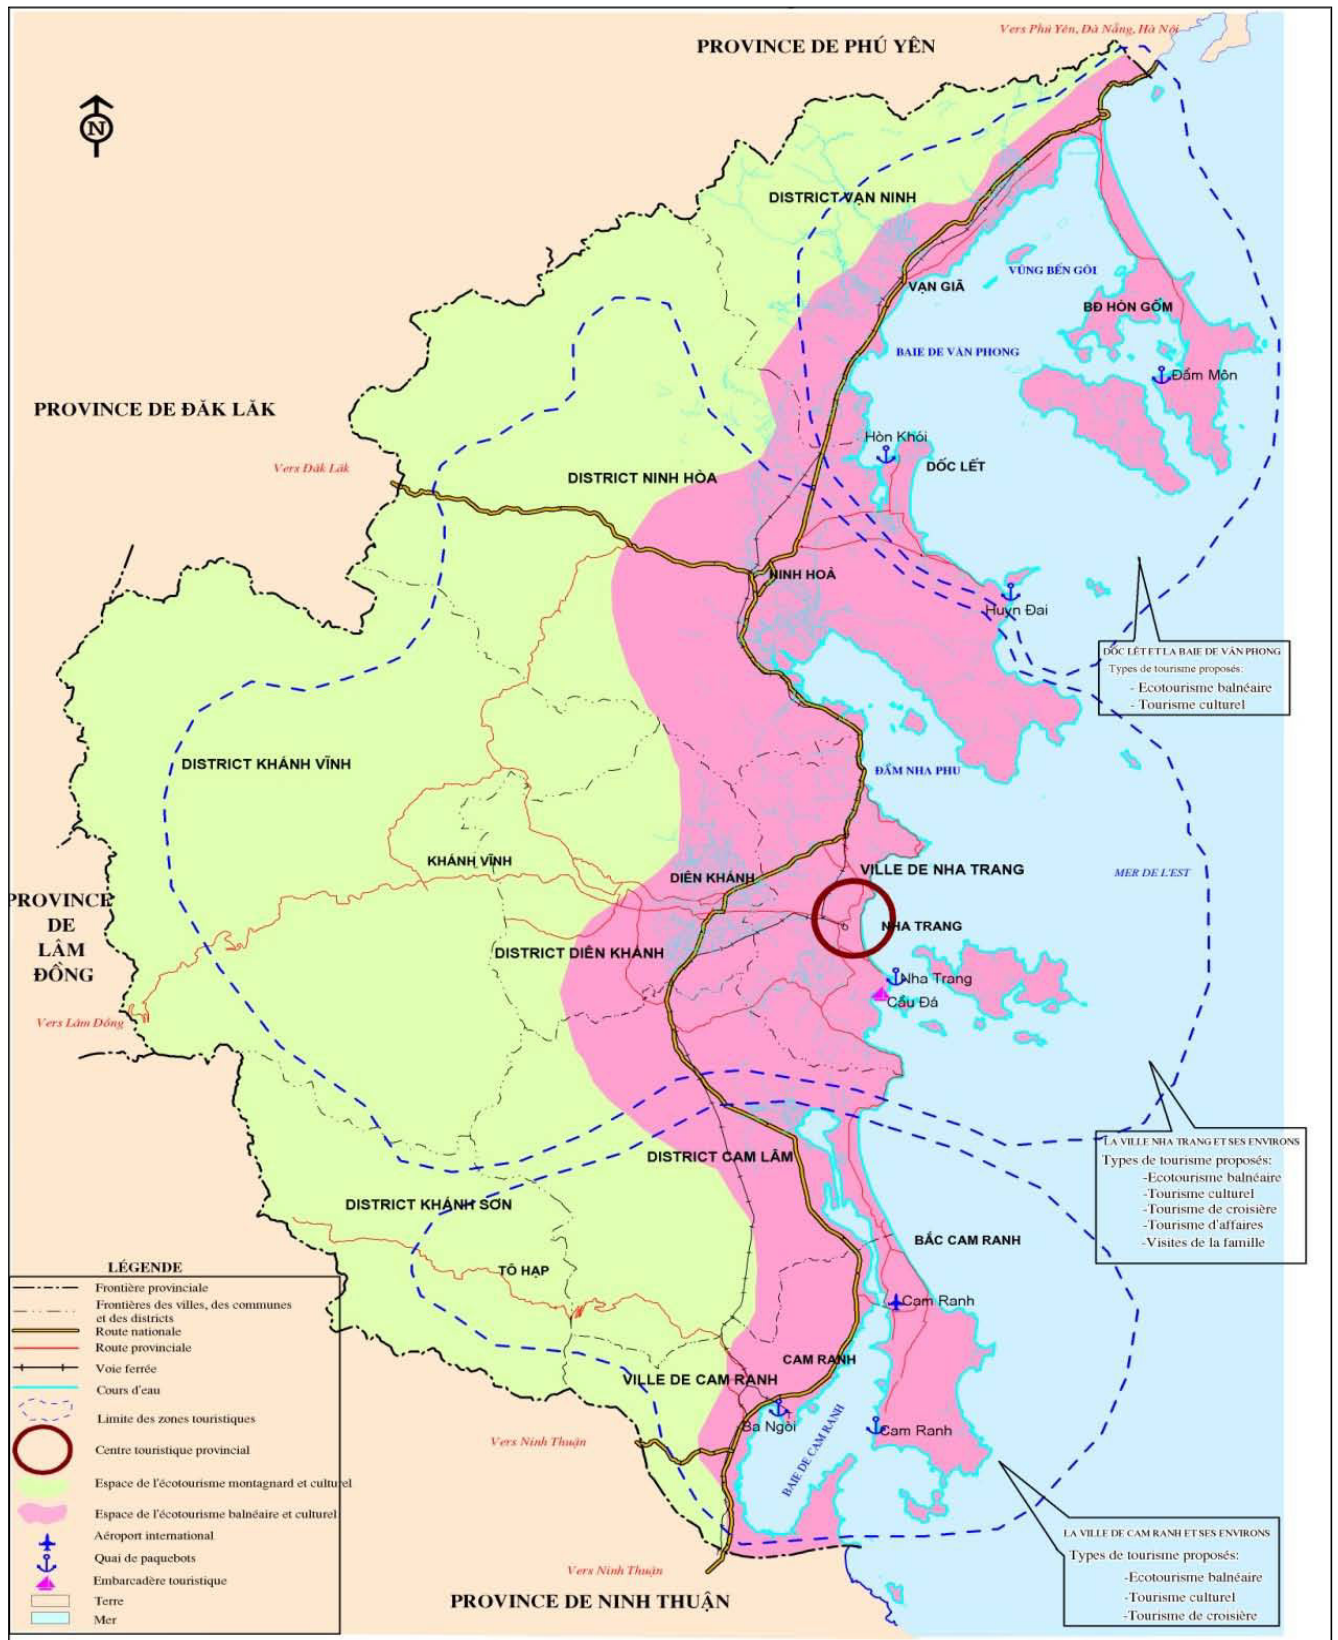 Vers Phú Yên, Đà Nẵng, Hà Nội
PROVINCE DE PHÚ YÊN
N
DISTRICT VẠN NINH
VŨNG BẾN GỎI
VẠN GIÃ
BĐ HÒN GỐM
BAIE DE VÂN PHONG
Đầm Môn
PROVINCE DE ĐĂK LĂK
Vers Đăk Lăk
Hòn Khói
DỐC LẾT
DISTRICT NINH HÒA
NINH HOÀ
Huyn Đai
DỐC LẾT ET LA BAIE DE VÂN PHONG
Types de tourisme proposés:
- Ecotourisme balnéaire
- Tourisme culturel
DISTRICT KHÁNH VĨNH
ĐẦM NHA PHU
KHÁNH VĨNH
DIÊN KHÁNH
VILLE DE NHA TRANG
MER DE L'EST
PROVINCE
DE
LÂM
ĐỒNG
NHA TRANG
DISTRICT DIÊN KHÁNH
Nha Trang
Cầu Đá
Vers Lâm Đồng
LA VILLE NHA TRANG ET SES ENVIRONS
Types de tourisme proposés:
-Ecotourisme balnéaire
-Tourisme culturel
-Tourisme de croisière
-Tourisme d'affaires
-Visites de la famille
DISTRICT CAM LÂM
DISTRICT KHÁNH SƠN
BẮC CAM RANH
TÔ HẠP
Cam Ranh
CAM RANH
VILLE DE CAM RANH
Ba Ngòi
Cam Ranh
BAIE DE CAM RANH
Vers Ninh Thuận
LA VILLE DE CAM RANH ET SES ENVIRONS
Types de tourisme proposés:
-Ecotourisme balnéaire
-Tourisme culturel
-Tourisme de croisière
Vers Ninh Thuận
PROVINCE DE NINH THUẬN
LÉGENDE
Frontière provinciale
Frontières des villes, des communes
et des districts
Route nationale
Route provinciale
Voie ferrée
Cours d'eau
Limite des zones touristiques
Centre touristique provincial
Espace de l'écotourisme montagnard et culturel
Espace de l'écotourisme balnéaire et culturel
Aéroport international
Quai de paquebots
Embarcadère touristique
Terre
Mer